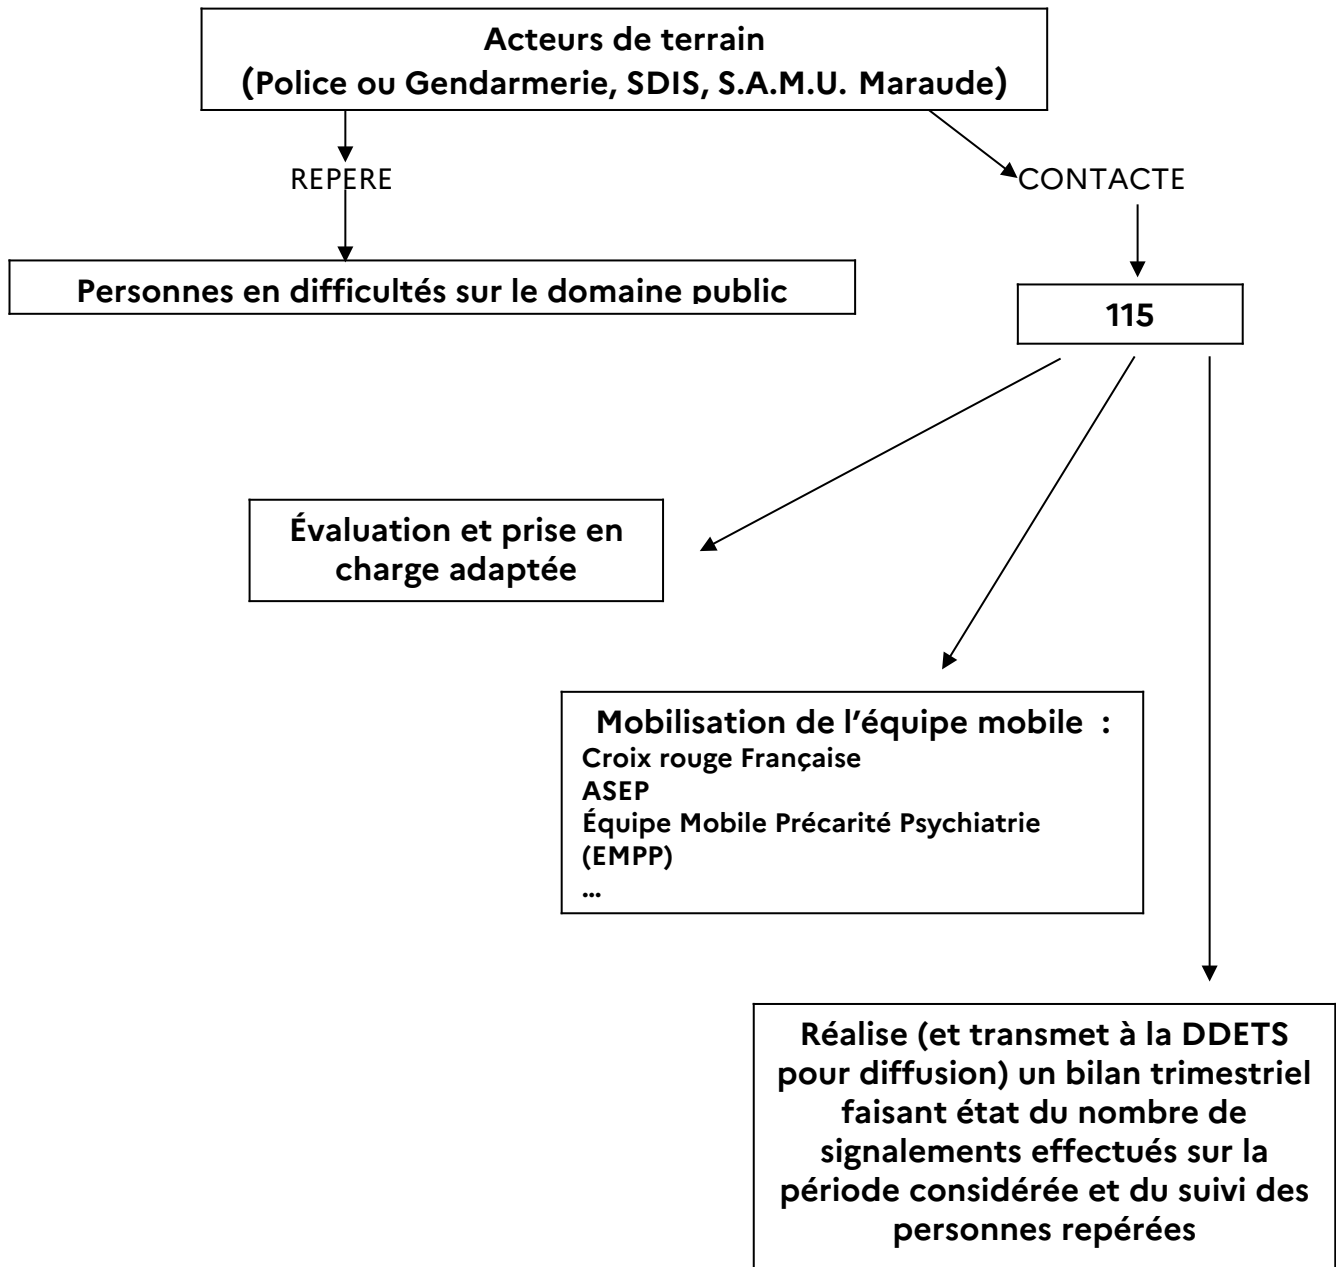 Acteurs de terrain
(Police ou Gendarmerie, SDIS, S.A.M.U. Maraude)
REPERE
CONTACTE
Personnes en difficultés sur le domaine public
115
Évaluation et prise en
charge adaptée
Mobilisation de l’équipe mobile :
Croix rouge Française
ASEP
Équipe Mobile Précarité Psychiatrie
(EMPP)
…
Réalise (et transmet à la DDETS
pour diffusion) un bilan trimestriel
faisant état du nombre de
signalements effectués sur la
période considérée et du suivi des
personnes repérées